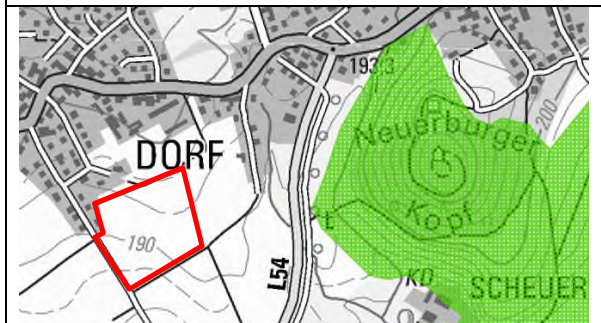 193,3
200
Neuerburger
Kopf
DORF
190
L54
KD
SCHEUER